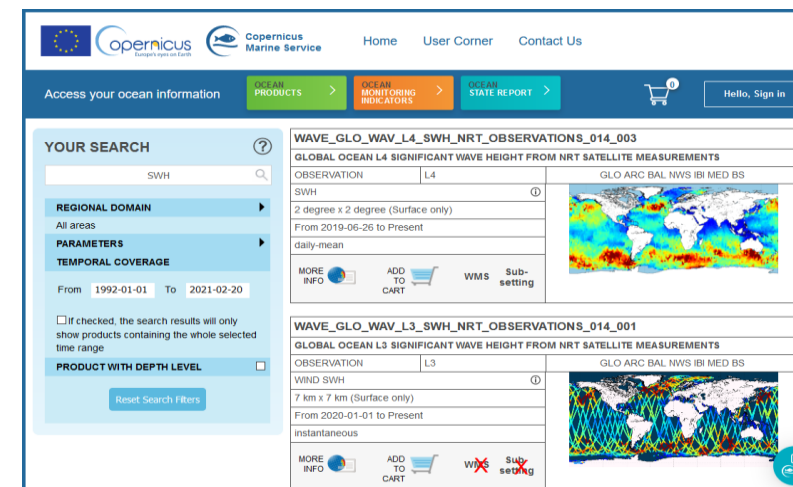 opernicus
Europe's eyes on Earth
Copernicus
Marine Service
Home User Corner Contact Us
Access your ocean information
OCEAN
PRODUCTS
OCEAN
MONITORING
INDICATORS
OCEAN
STATE REPORT
0
Hello, Sign in
YOUR SEARCH ?
SWH
REGIONAL DOMAIN
All areas
PARAMETERS
TEMPORAL COVERAGE
From 1992-01-01 To 2021-02-20
If checked, the search results will only
show products containing the whole selected
time range
PRODUCT WITH DEPTH LEVEL
Reset Search Filters
WAVE_GLO_WAV_L4_SWH_NRT_OBSERVATIONS_014_003
GLOBAL OCEAN L4 SIGNIFICANT WAVE HEIGHT FROM NRT SATELLITE MEASUREMENTS
OBSERVATION L4 GLO ARC BAL NWS IBI MED BS
SWH
2 degree x 2 degree (Surface only)
From 2019-06-26 to Present
daily-mean
MORE
INFO
ADD
TO
CART
WMS
Sub-
setting
WAVE_GLO_WAV_L3_SWH_NRT_OBSERVATIONS_014_001
GLOBAL OCEAN L3 SIGNIFICANT WAVE HEIGHT FROM NRT SATELLITE MEASUREMENTS
OBSERVATION L3 GLO ARC BAL NWS IBI MED BS
WIND SWH
7 km x 7 km (Surface only)
From 2020-01-01 to Present
instantaneous
MORE
INFO
ADD
TO
CART
WMS
Sub-
setting